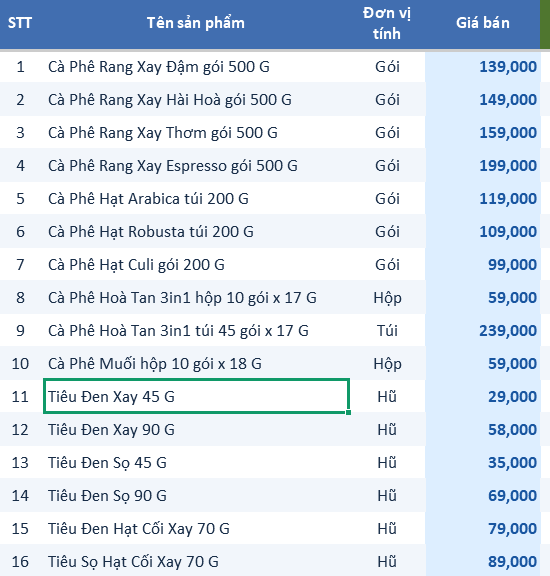 STT Tên sản phẩm Đơn vị tính Giá bán
1 Cà Phê Rang Xay Đậm gói 500 G Gói 139,000
2 Cà Phê Rang Xay Hài Hoà gói 500 G Gói 149,000
3 Cà Phê Rang Xay Thơm gói 500 G Gói 159,000
4 Cà Phê Rang Xay Espresso gói 500 G Gói 199,000
5 Cà Phê Hạt Arabica túi 200 G Gói 119,000
6 Cà Phê Hạt Robusta túi 200 G Gói 109,000
7 Cà Phê Hạt Culi gói 200 G Gói 99,000
8 Cà Phê Hoà Tan 3in1 hộp 10 gói x 17 G Hộp 59,000
9 Cà Phê Hoà Tan 3in1 túi 45 gói x 17 G Túi 239,000
10 Cà Phê Muối hộp 10 gói x 18 G Hộp 59,000
11 Tiêu Đen Xay 45 G Hũ 29,000
12 Tiêu Đen Xay 90 G Hũ 58,000
13 Tiêu Đen Sọ 45 G Hũ 35,000
14 Tiêu Đen Sọ 90 G Hũ 69,000
15 Tiêu Đen Hạt Cối Xay 70 G Hũ 79,000
16 Tiêu Sọ Hạt Cối Xay 70 G Hũ 89,000